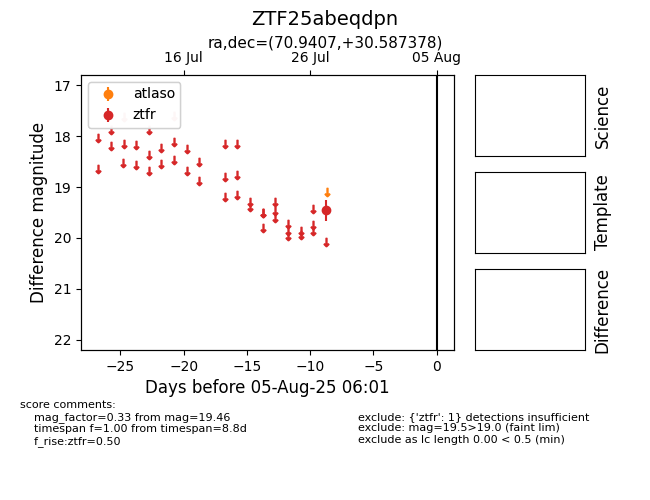 ZTF25abeqdpn
ra,dec=(70.9407,+30.587378)
16 Jul 26 Jul 05 Aug
atlaso
ztfr
17
18
19
20
21
22
Difference magnitude
−25 −20 −15 −10 −5 0
Days before 05-Aug-25 06:01
Science
Template
Difference
score comments:
mag_factor=0.33 from mag=19.46
timespan f=1.00 from timespan=8.8d
f_rise:ztfr=0.50
exclude: {'ztfr': 1} detections insufficient
exclude: mag=19.5>19.0 (faint lim)
exclude as lc length 0.00 < 0.5 (min)